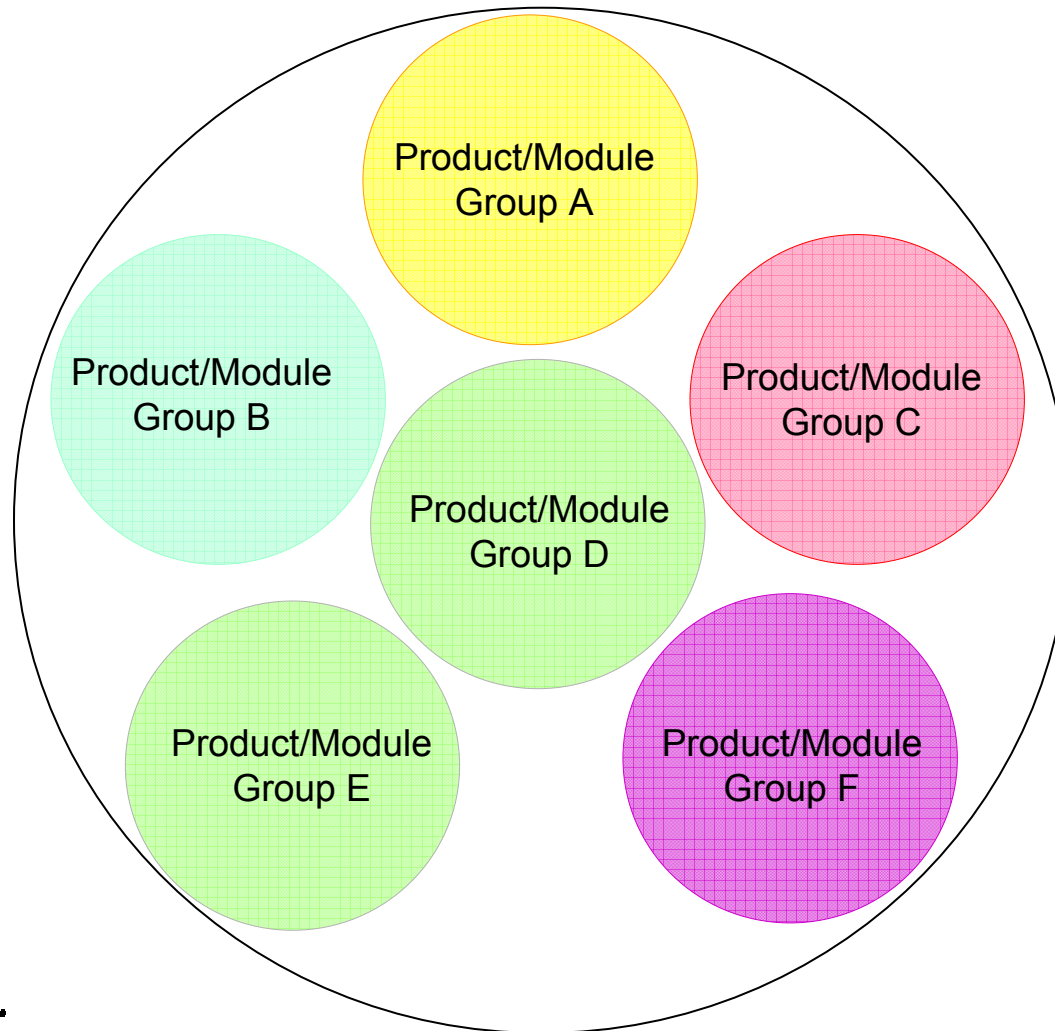 Product/Module
Group A
Product/Module
Group B
Product/Module
Group C
Product/Module
Group D
Product/Module
Group E
Product/Module
Group F